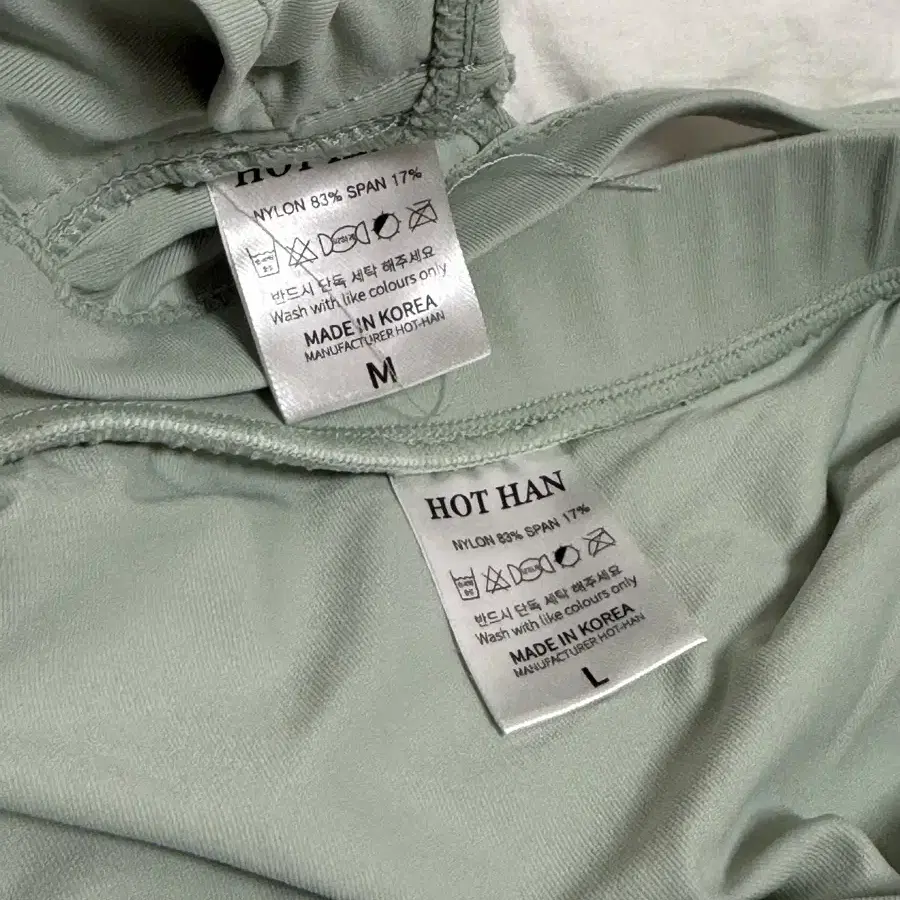 HOT HAN
NYLON 83% SPAN 17%
반드시 단독 세탁 해주세요
Wash with like colours only
MADE IN KOREA
MANUFACTURER HOT-HAN
M
HOT HAN
NYLON 83% SPAN 17%
반드시 단독 세탁 해주세요
Wash with like colours only
MADE IN KOREA
MANUFACTURER HOT-HAN
L